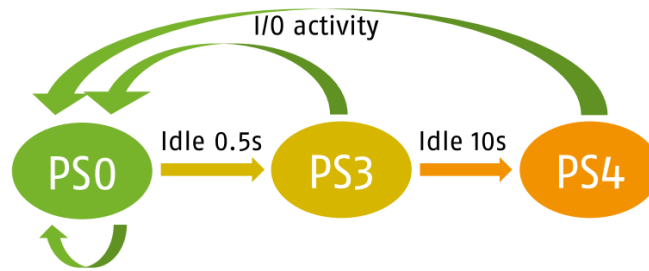 I/O activity
Idle 0.5s
Idle 10s
PS0
PS3
PS4